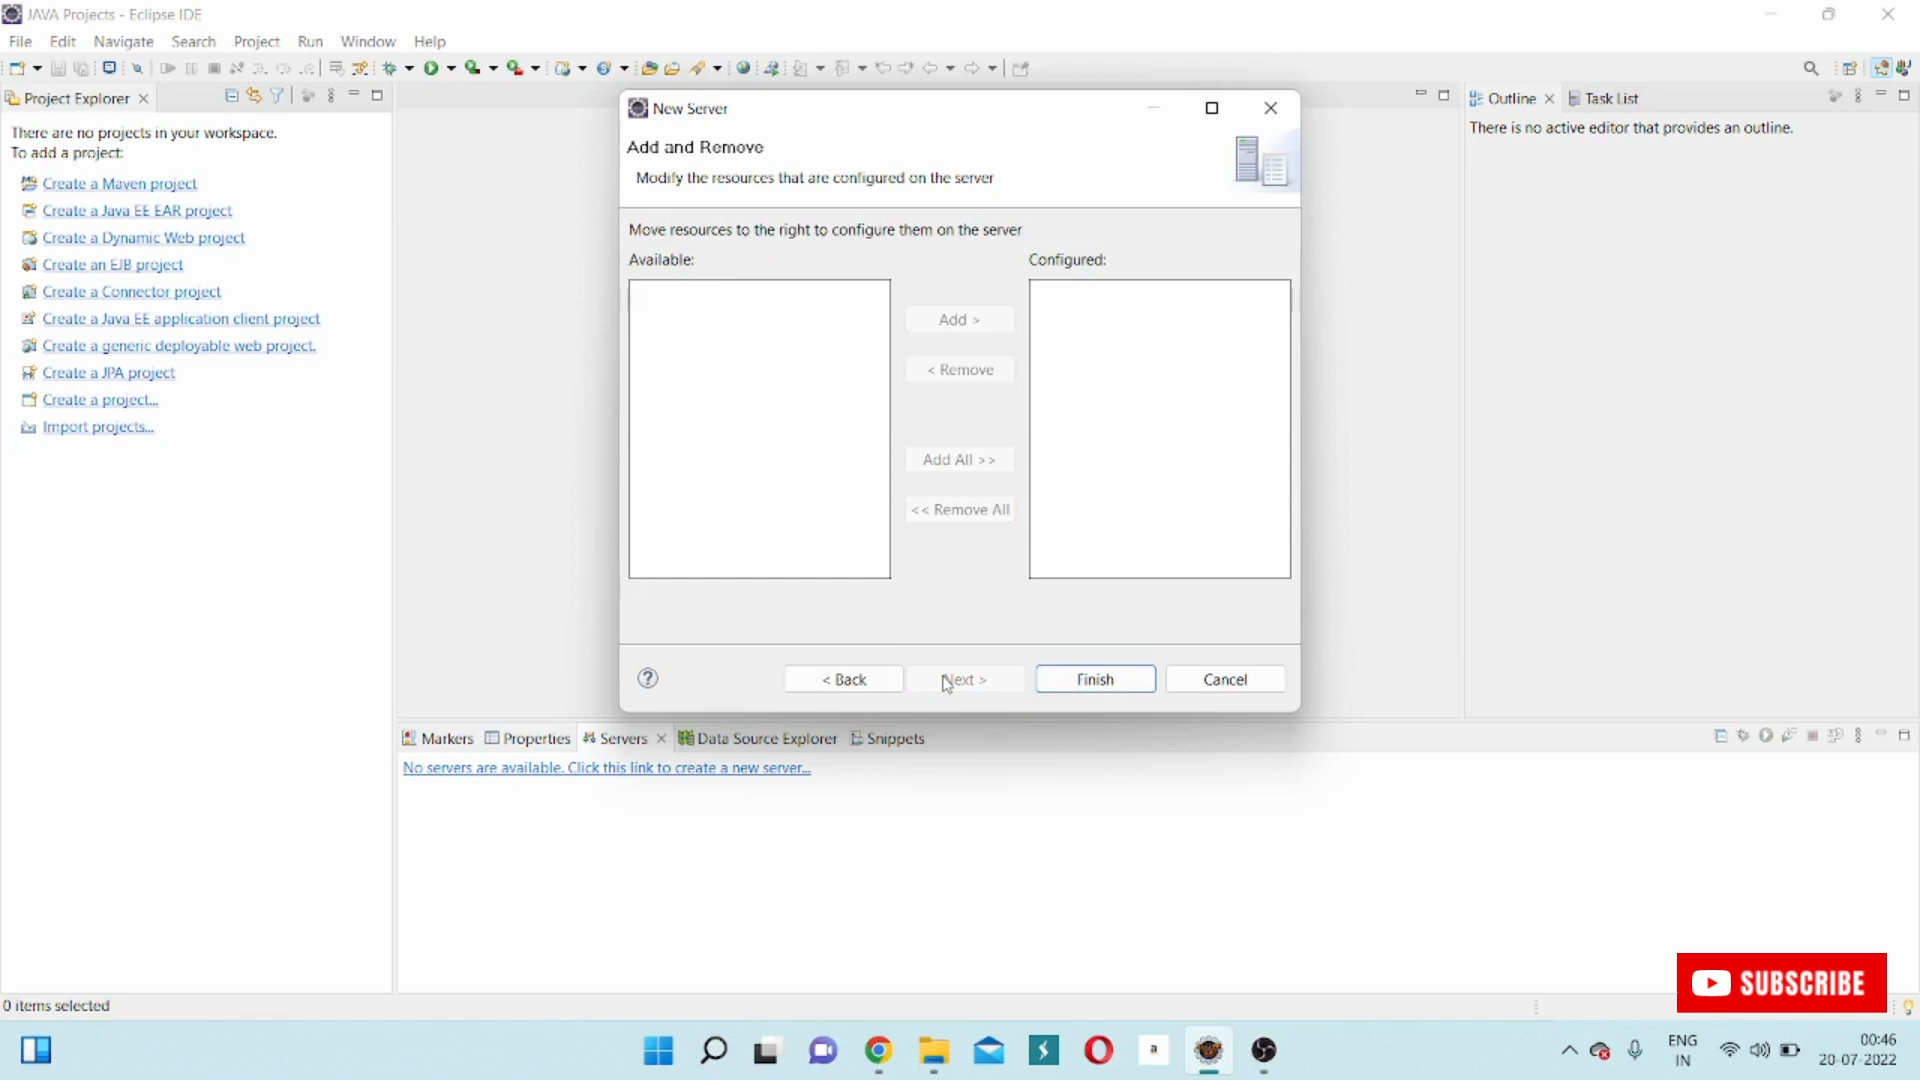 JAVA Projects - Eclipse IDE
File Edit Navigate Search Project Run Window Help
Project Explorer
There are no projects in your workspace.
To add a project:
Create a Maven project
Create a Java EE EAR project
Create a Dynamic Web project
Create an EJB project
Create a Connector project
Create a Java EE application client project
Create a generic deployable web project.
Create a JPA project
Create a project...
Import projects...
New Server
Add and Remove
Modify the resources that are configured on the server
Move resources to the right to configure them on the server
Available:
Configured:
Add >
< Remove
Add All >>
<< Remove All
< Back
Next >
Finish
Cancel
Outline
Task List
There is no active editor that provides an outline.
Markers Properties Servers Data Source Explorer Snippets
No servers are available. Click this link to create a new server...
SUBSCRIBE
0 items selected
a
ENG
IN
00:46
20-07-2022